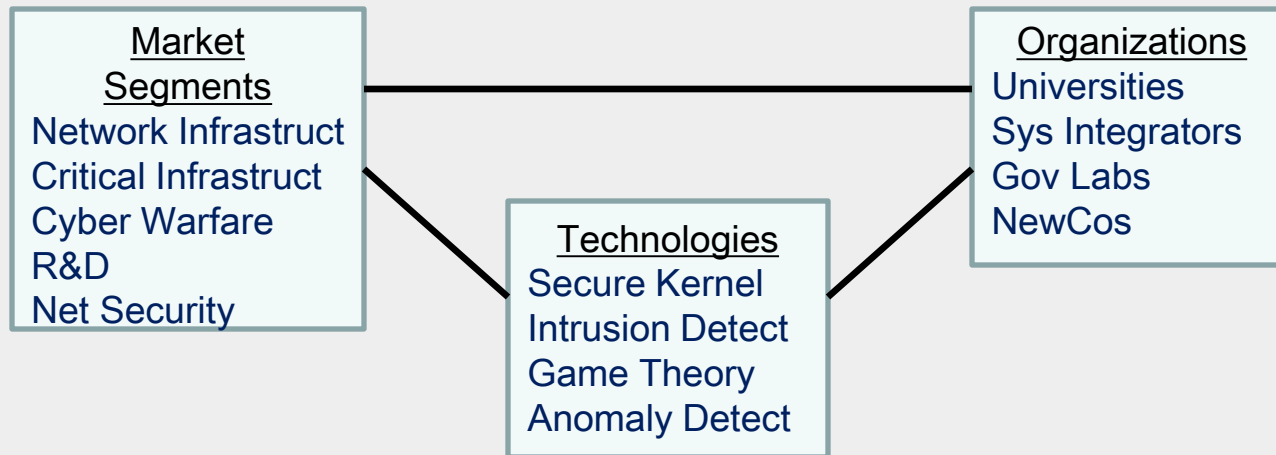 Market
Segments
Network Infrastruct
Critical Infrastruct
Cyber Warfare
R&D
Net Security
Organizations
Universities
Sys Integrators
Gov Labs
NewCos
Technologies
Secure Kernel
Intrusion Detect
Game Theory
Anomaly Detect